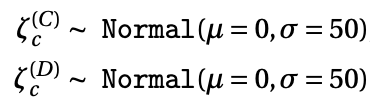 ζ_c^(C) ~ Normal(μ = 0, σ = 50)
ζ_c^(D) ~ Normal(μ = 0, σ = 50)